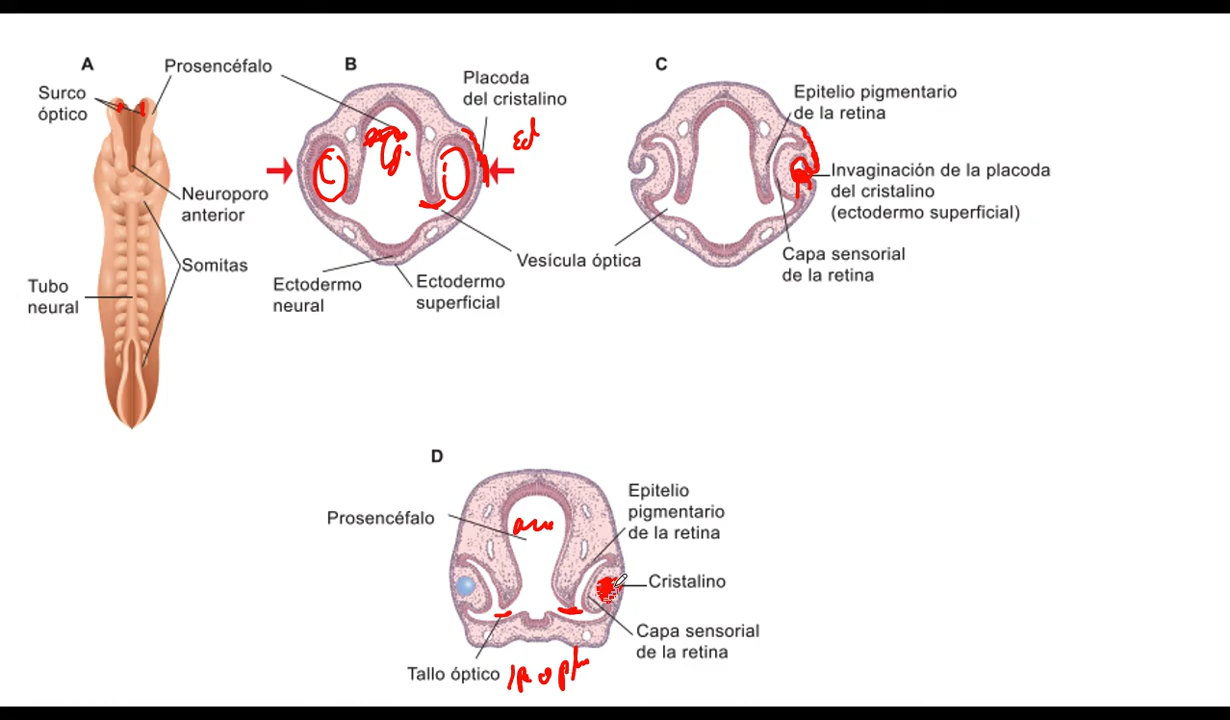 A
Prosencéfalo
Surco
óptico
Neuroporo
anterior
Somitas
Tubo
neural
B
Placoda
del cristalino
Vesícula óptica
Ectodermo
neural
Ectodermo
superficial
C
Epitelio pigmentario
de la retina
Invaginación de la placoda
del cristalino
(ectodermo superficial)
Capa sensorial
de la retina
D
Prosencéfalo
Epitelio
pigmentario
de la retina
Cristalino
Capa sensorial
de la retina
Tallo óptico